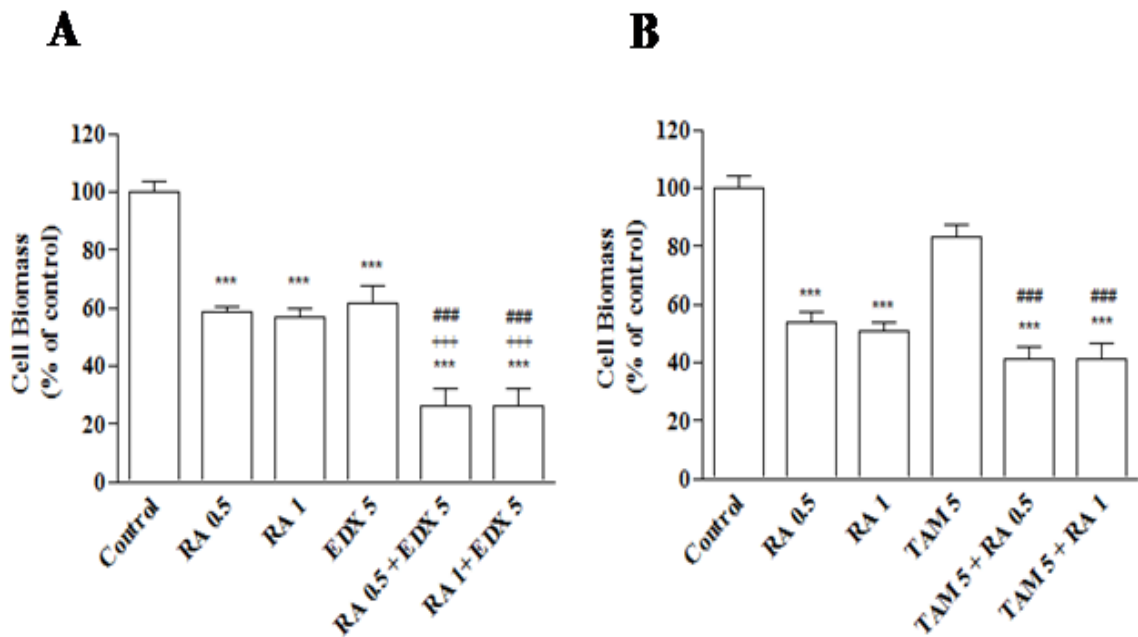 A
Cell Biomass
(% of control)
120
100
80
60
40
20
0
***
***
***
###
+++
***
###
+++
***
Control
RA 0.5
RA 1
EDX 5
RA 0.5 + EDX 5
RA 1+ EDX 5
B
Cell Biomass
(% of control)
120
100
80
60
40
20
0
***
***
###
***
###
***
Control
RA 0.5
RA 1
TAM 5
TAM 5 + RA 0.5
TAM 5 + RA 1